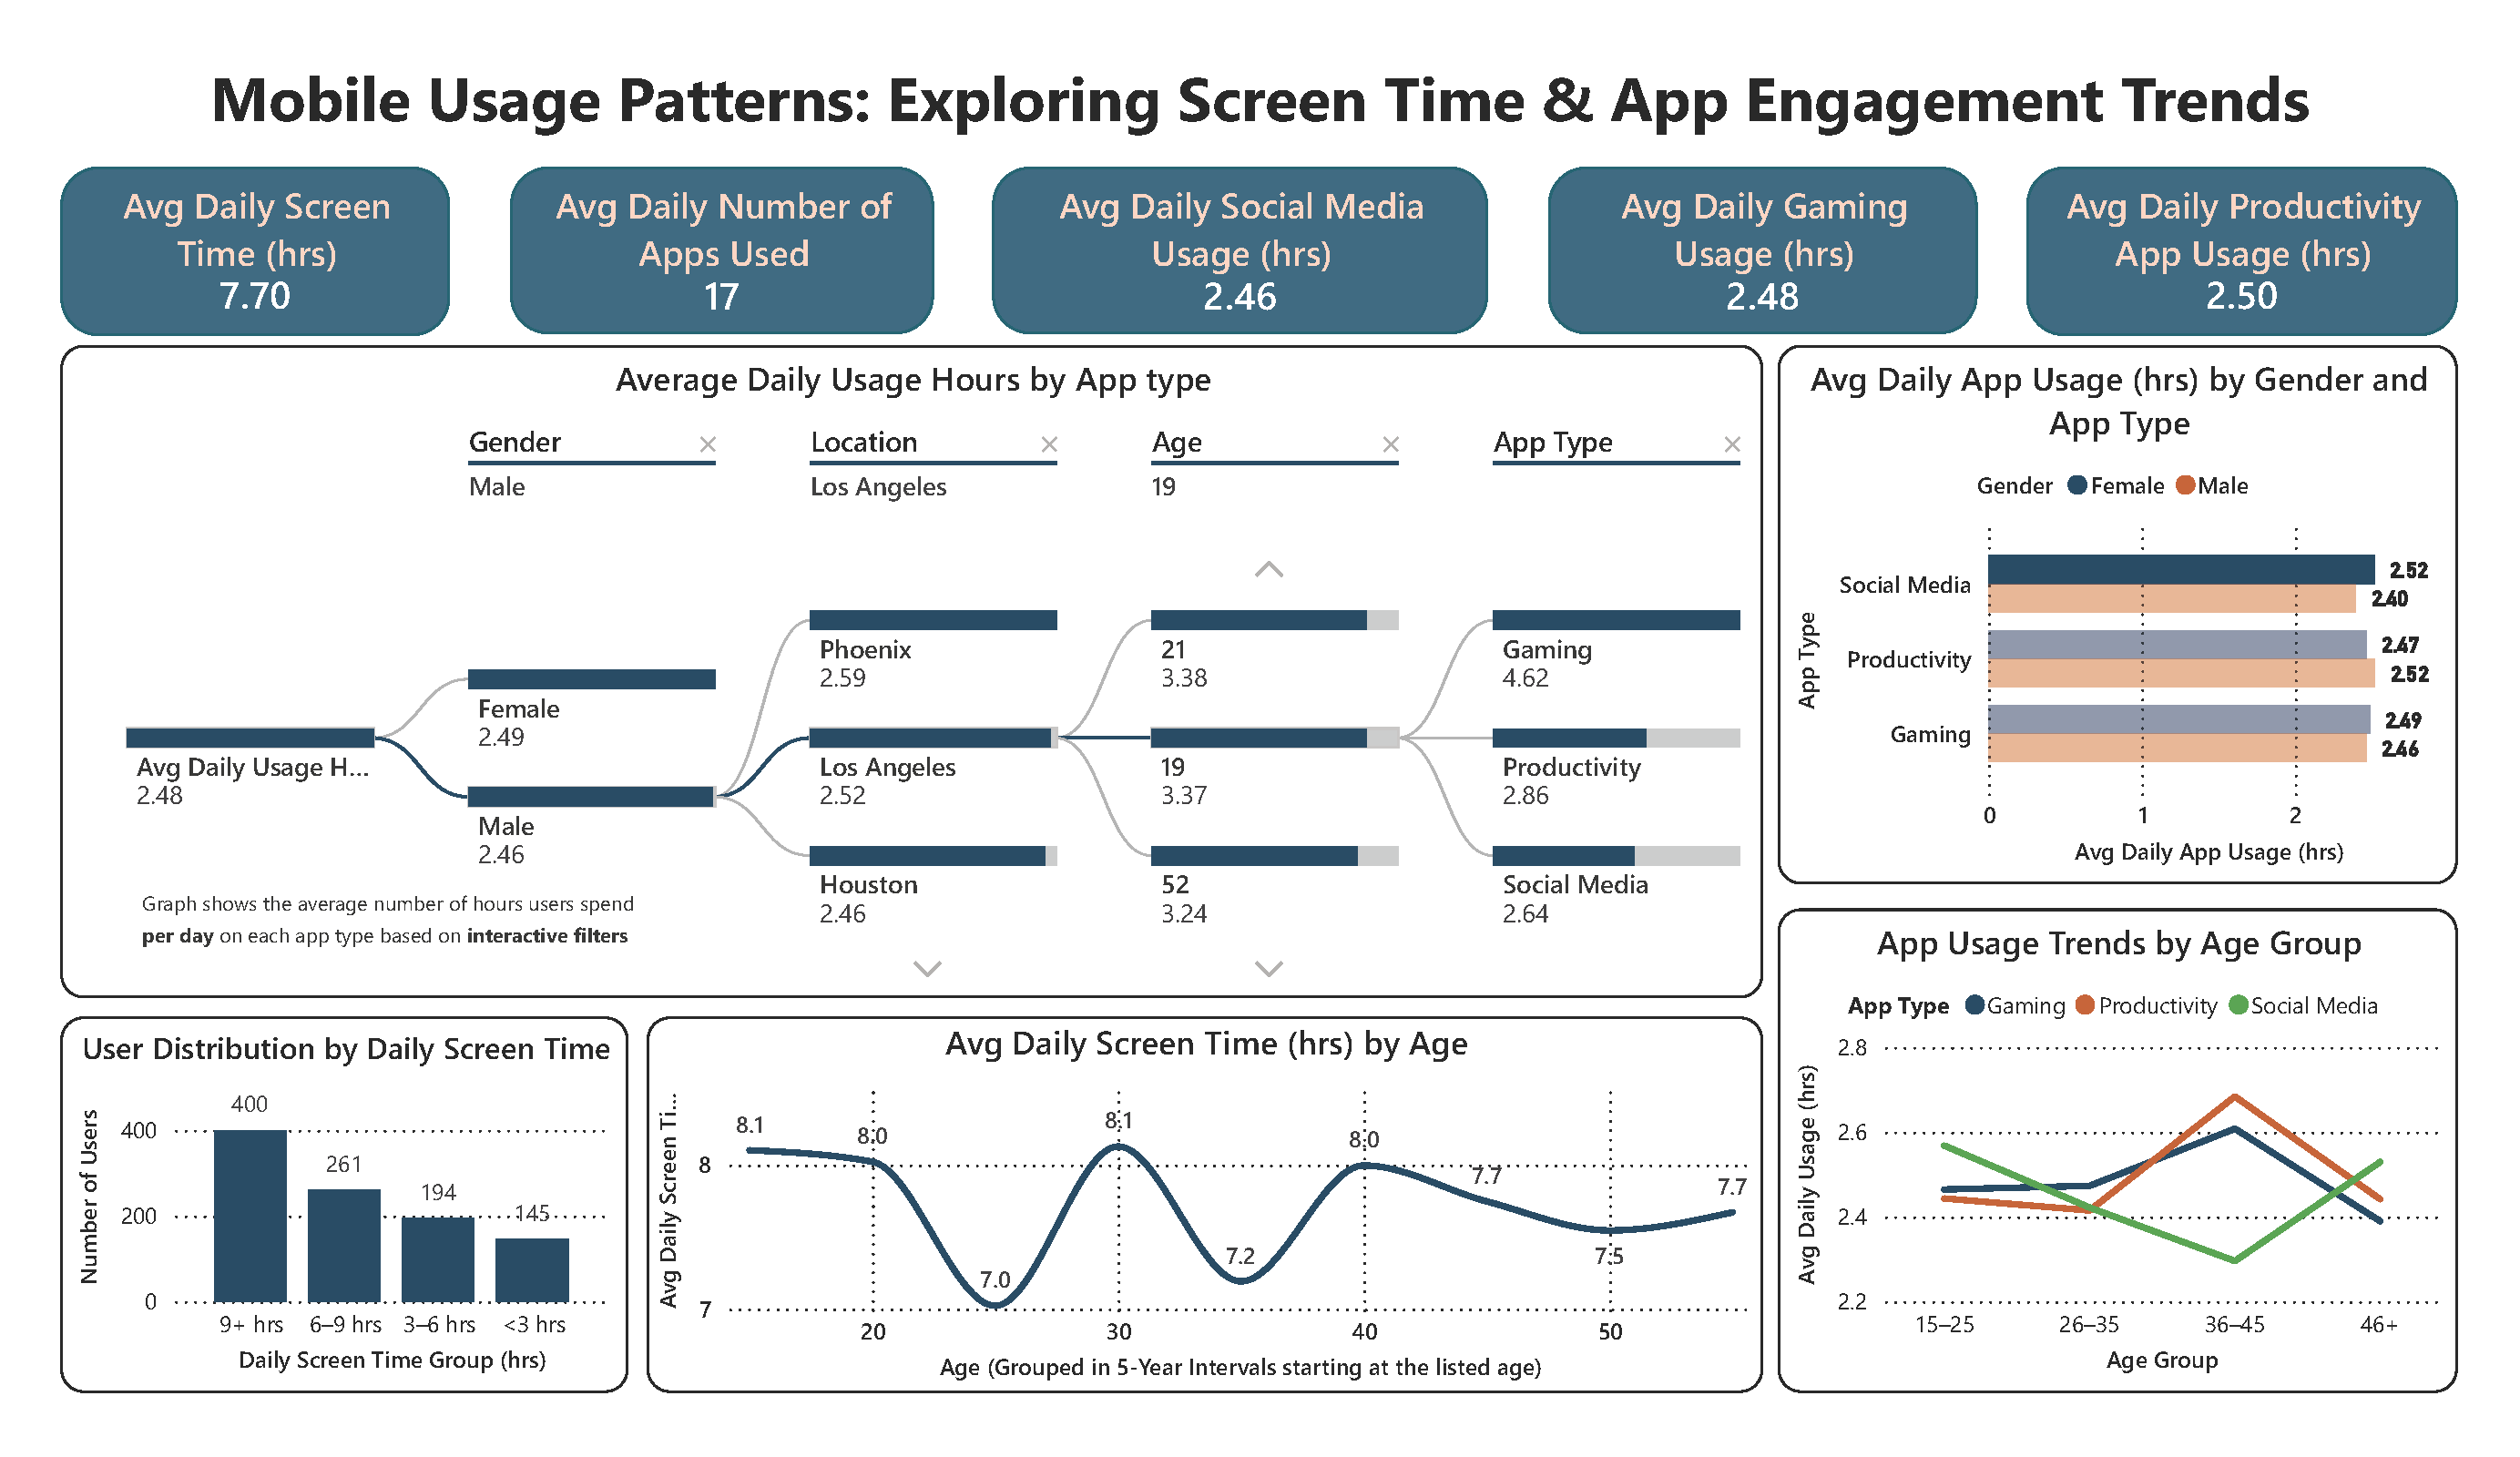 Mobile Usage Patterns: Exploring Screen Time & App Engagement Trends
Avg Daily Screen
Time (hrs)
7.70
Avg Daily Number of
Apps Used
17
Avg Daily Social Media
Usage (hrs)
2.46
Avg Daily Gaming
Usage (hrs)
2.48
Avg Daily Productivity
App Usage (hrs)
2.50
Average Daily Usage Hours by App type
Gender
Male
Location
Los Angeles
Age
19
App Type
Avg Daily Usage H...
2.48
Female
2.49
Male
2.46
Phoenix
2.59
Los Angeles
2.52
Houston
2.46
21
3.38
19
3.37
52
3.24
Gaming
4.62
Productivity
2.86
Social Media
2.64
Graph shows the average number of hours users spend
per day on each app type based on interactive filters
Avg Daily App Usage (hrs) by Gender and
App Type
Gender Female Male
App Type
Social Media
2.52
2.40
Productivity
2.47
2.52
Gaming
2.49
2.46
0 1 2
Avg Daily App Usage (hrs)
User Distribution by Daily Screen Time
Number of Users
400
200
0
400
261
194
145
9+ hrs 6–9 hrs 3–6 hrs <3 hrs
Daily Screen Time Group (hrs)
Avg Daily Screen Time (hrs) by Age
Avg Daily Screen Ti...
8
7
8.1
8.0
7.0
8.1
7.2
8.0
7.7
7.5
7.7
20 30 40 50
Age (Grouped in 5-Year Intervals starting at the listed age)
App Usage Trends by Age Group
App Type Gaming Productivity Social Media
Avg Daily Usage (hrs)
2.8
2.6
2.4
2.2
15–25 26–35 36–45 46+
Age Group